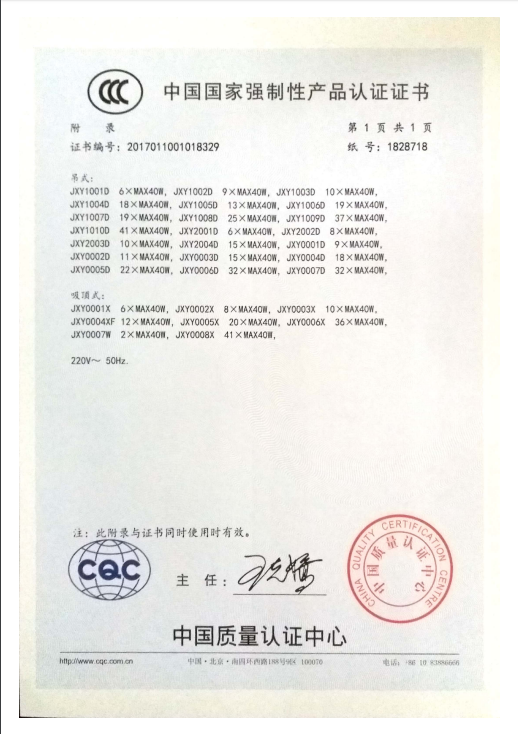 CCC
中国国家强制性产品认证证书
附 录 第 1 页 共 1 页
证书编号：2017011001018329 纸 号：1828718
吊式：
JXY1001D 6×MAX40W, JXY1002D 9×MAX40W, JXY1003D 10×MAX40W,
JXY1004D 18×MAX40W, JXY1005D 13×MAX40W, JXY1006D 19×MAX40W,
JXY1007D 19×MAX40W, JXY1008D 25×MAX40W, JXY1009D 37×MAX40W,
JXY1010D 41×MAX40W, JXY2001D 6×MAX40W, JXY2002D 8×MAX40W,
JXY2003D 10×MAX40W, JXY2004D 15×MAX40W, JXY0001D 9×MAX40W,
JXY0002D 11×MAX40W, JXY0003D 15×MAX40W, JXY0004D 18×MAX40W,
JXY0005D 22×MAX40W, JXY0006D 32×MAX40W, JXY0007D 32×MAX40W,
吸顶式：
JXY0001X 6×MAX40W, JXY0002X 8×MAX40W, JXY0003X 10×MAX40W,
JXY0004XF 12×MAX40W, JXY0005X 20×MAX40W, JXY0006X 36×MAX40W,
JXY0007W 2×MAX40W, JXY0008X 41×MAX40W,
220V～ 50Hz.
注：此附录与证书同时使用时有效。
CQC
主 任：
CHINA QUALITY CERTIFICATION CENTRE
中国质量认证中心
中国质量认证中心
http://www.cqc.com.cn 中国·北京·南四环西路188号9区 100070 电话：+86 10 83886666